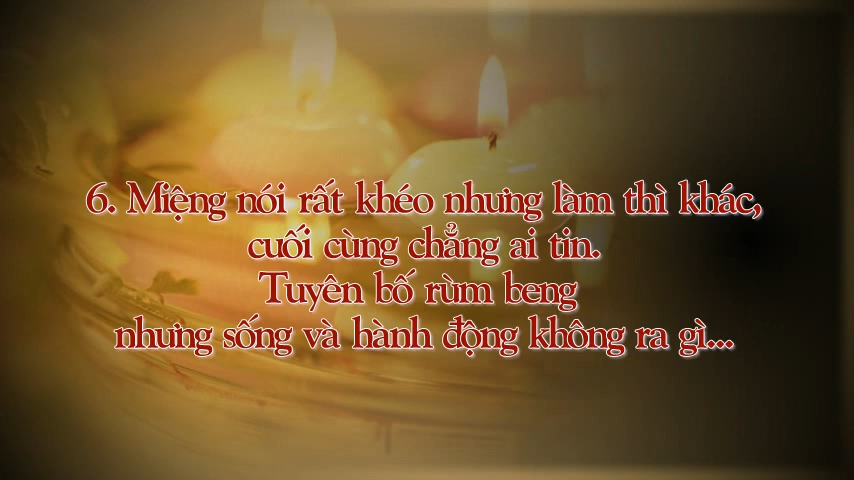 6. Miệng nói rất khéo nhưng làm thì khác,
cuối cùng chẳng ai tin.
Tuyên bố rùm beng
nhưng sống và hành động không ra gì...